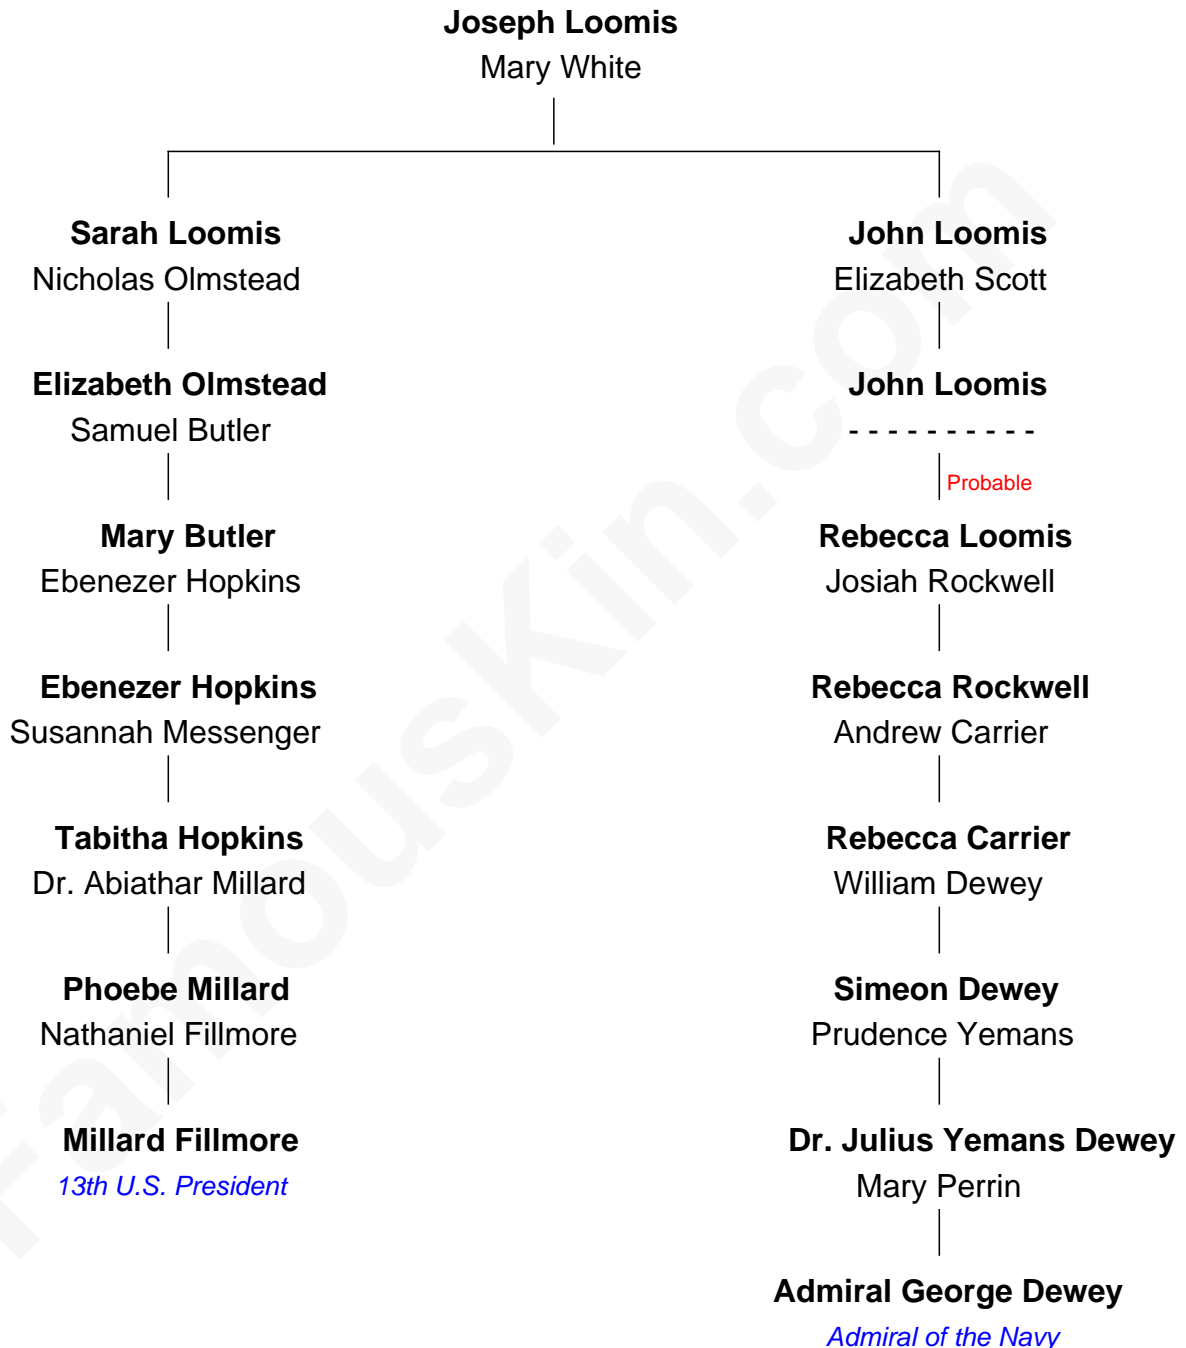 Joseph Loomis
Mary White
Sarah Loomis
Nicholas Olmstead
Elizabeth Olmstead
Samuel Butler
Mary Butler
Ebenezer Hopkins
Ebenezer Hopkins
Susannah Messenger
Tabitha Hopkins
Dr. Abiathar Millard
Phoebe Millard
Nathaniel Fillmore
Millard Fillmore
13th U.S. President
John Loomis
Elizabeth Scott
John Loomis
- - - - - - - - - -
Probable
Rebecca Loomis
Josiah Rockwell
Rebecca Rockwell
Andrew Carrier
Rebecca Carrier
William Dewey
Simeon Dewey
Prudence Yemans
Dr. Julius Yemans Dewey
Mary Perrin
Admiral George Dewey
Admiral of the Navy
FamousKin.com